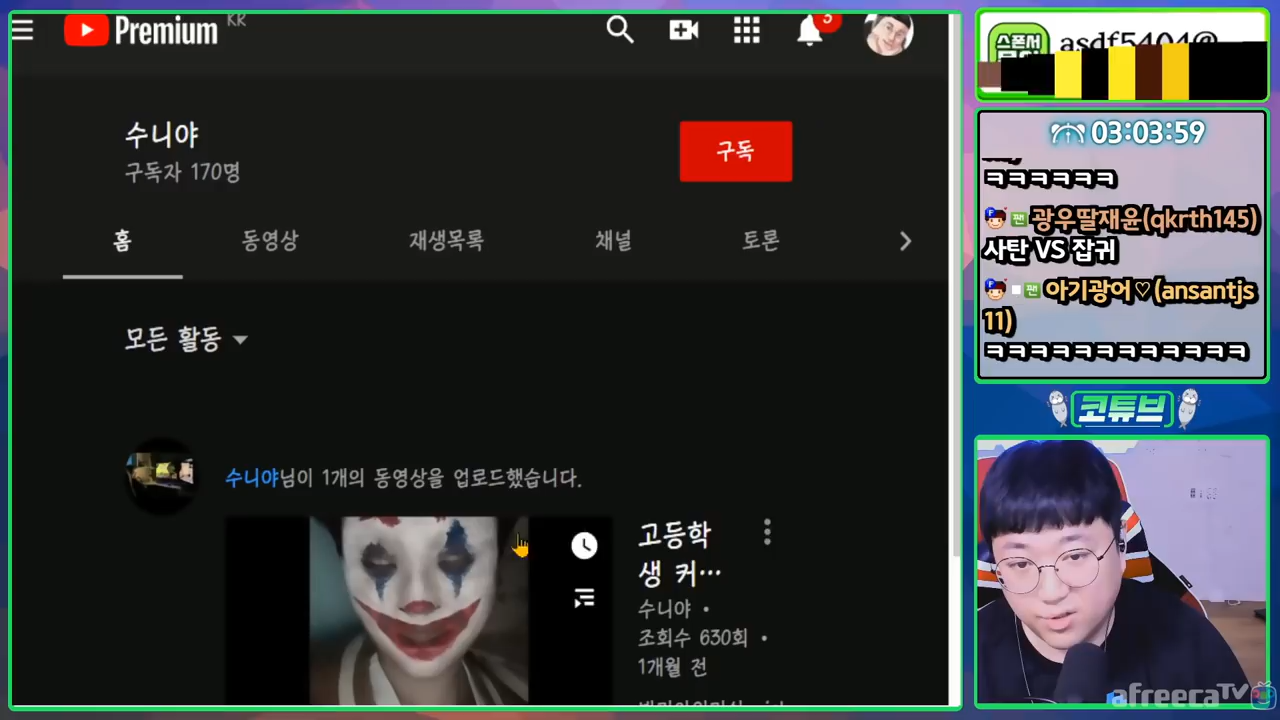 Premium KR
3
수니야
구독자 170명
구독
홈 동영상 재생목록 채널 토론
모든 활동
수니야님이 1개의 동영상을 업로드했습니다.
고등학
생 커…
수니야 •
조회수 630회 •
1개월 전
스폰서
asdf5404@
03:03:59
ㅋㅋㅋㅋㅋㅋ
팬 광우딸재윤(qkrth145)
사탄 VS 잡귀
팬 아기광어♡(ansantjs
11)
ㅋㅋㅋㅋㅋㅋㅋㅋㅋㅋㅋㅋ
코튜브
afreecaTV